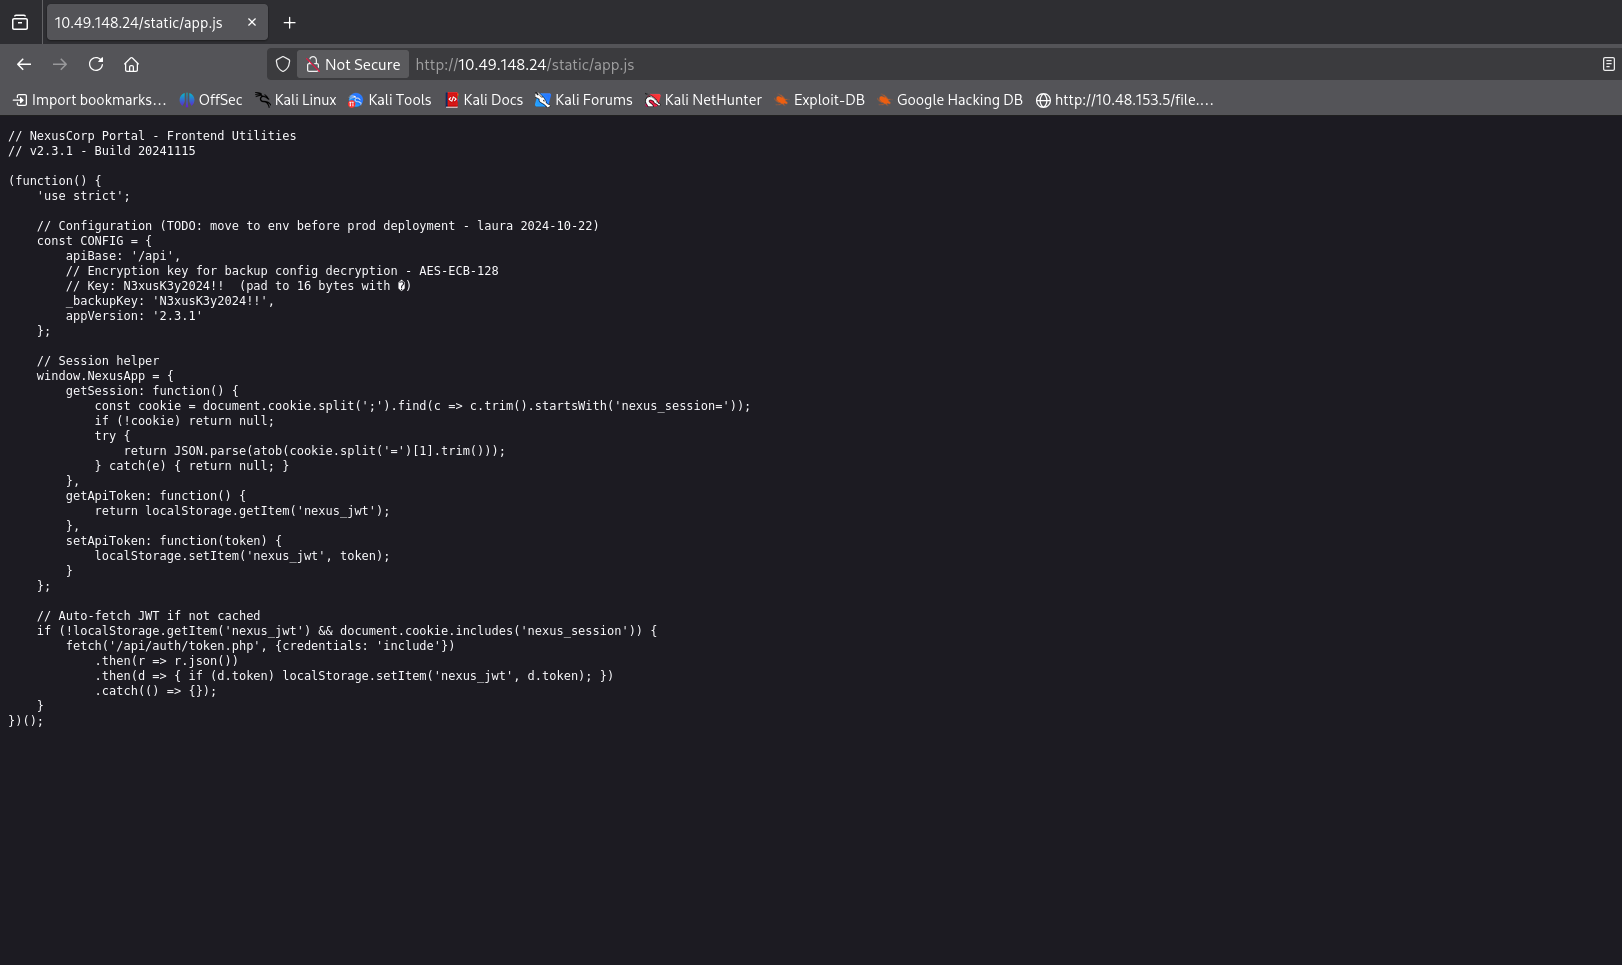 10.49.148.24/static/app.js
Not Secure http://10.49.148.24/static/app.js
Import bookmarks... OffSec Kali Linux Kali Tools Kali Docs Kali Forums Kali NetHunter Exploit-DB Google Hacking DB http://10.48.153.5/file....
// NexusCorp Portal - Frontend Utilities
// v2.3.1 - Build 20241115
(function() {
    'use strict';
    // Configuration (TODO: move to env before prod deployment - laura 2024-10-22)
    const CONFIG = {
        apiBase: '/api',
        // Encryption key for backup config decryption - AES-ECB-128
        // Key: N3xusK3y2024!!  (pad to 16 bytes with �)
        _backupKey: 'N3xusK3y2024!!',
        appVersion: '2.3.1'
    };
    // Session helper
    window.NexusApp = {
        getSession: function() {
            const cookie = document.cookie.split(';').find(c => c.trim().startsWith('nexus_session='));
            if (!cookie) return null;
            try {
                return JSON.parse(atob(cookie.split('=')[1].trim()));
            } catch(e) { return null; }
        },
        getApiToken: function() {
            return localStorage.getItem('nexus_jwt');
        },
        setApiToken: function(token) {
            localStorage.setItem('nexus_jwt', token);
        }
    };
    // Auto-fetch JWT if not cached
    if (!localStorage.getItem('nexus_jwt') && document.cookie.includes('nexus_session')) {
        fetch('/api/auth/token.php', {credentials: 'include'})
            .then(r => r.json())
            .then(d => { if (d.token) localStorage.setItem('nexus_jwt', d.token); })
            .catch(() => {});
    }
})();